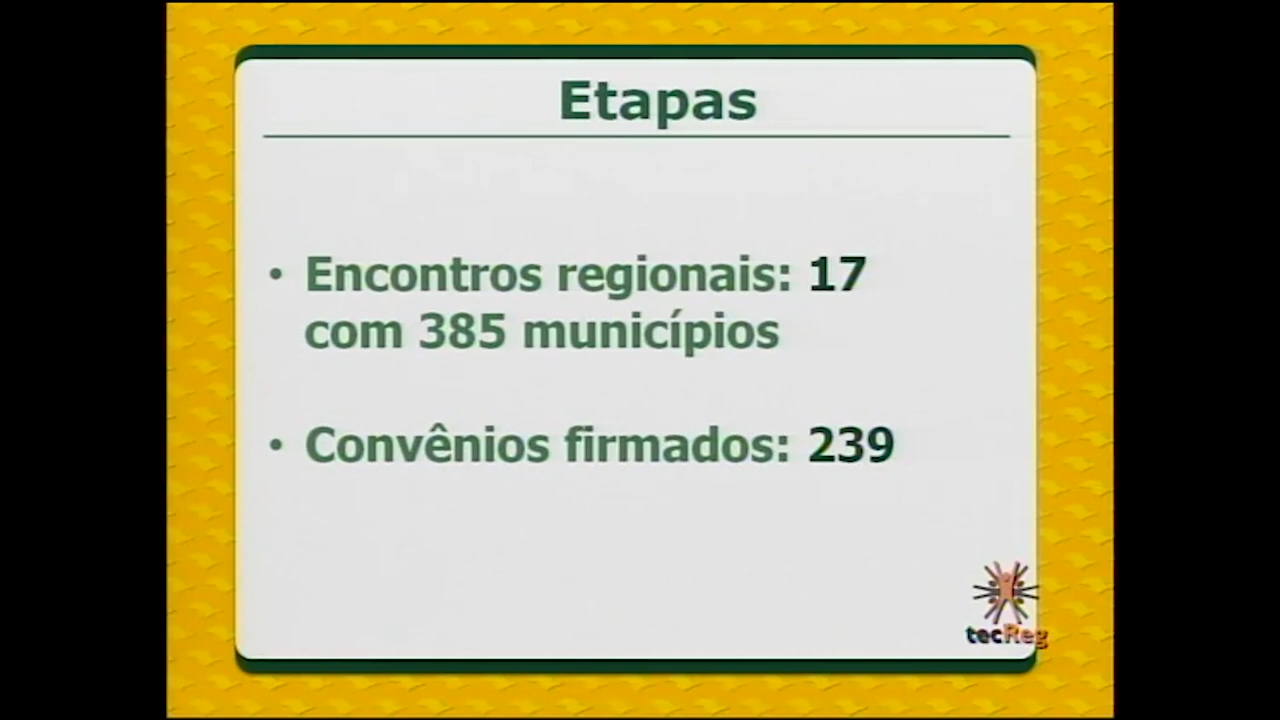 Etapas
• Encontros regionais: 17
com 385 municípios
• Convênios firmados: 239
tecReg